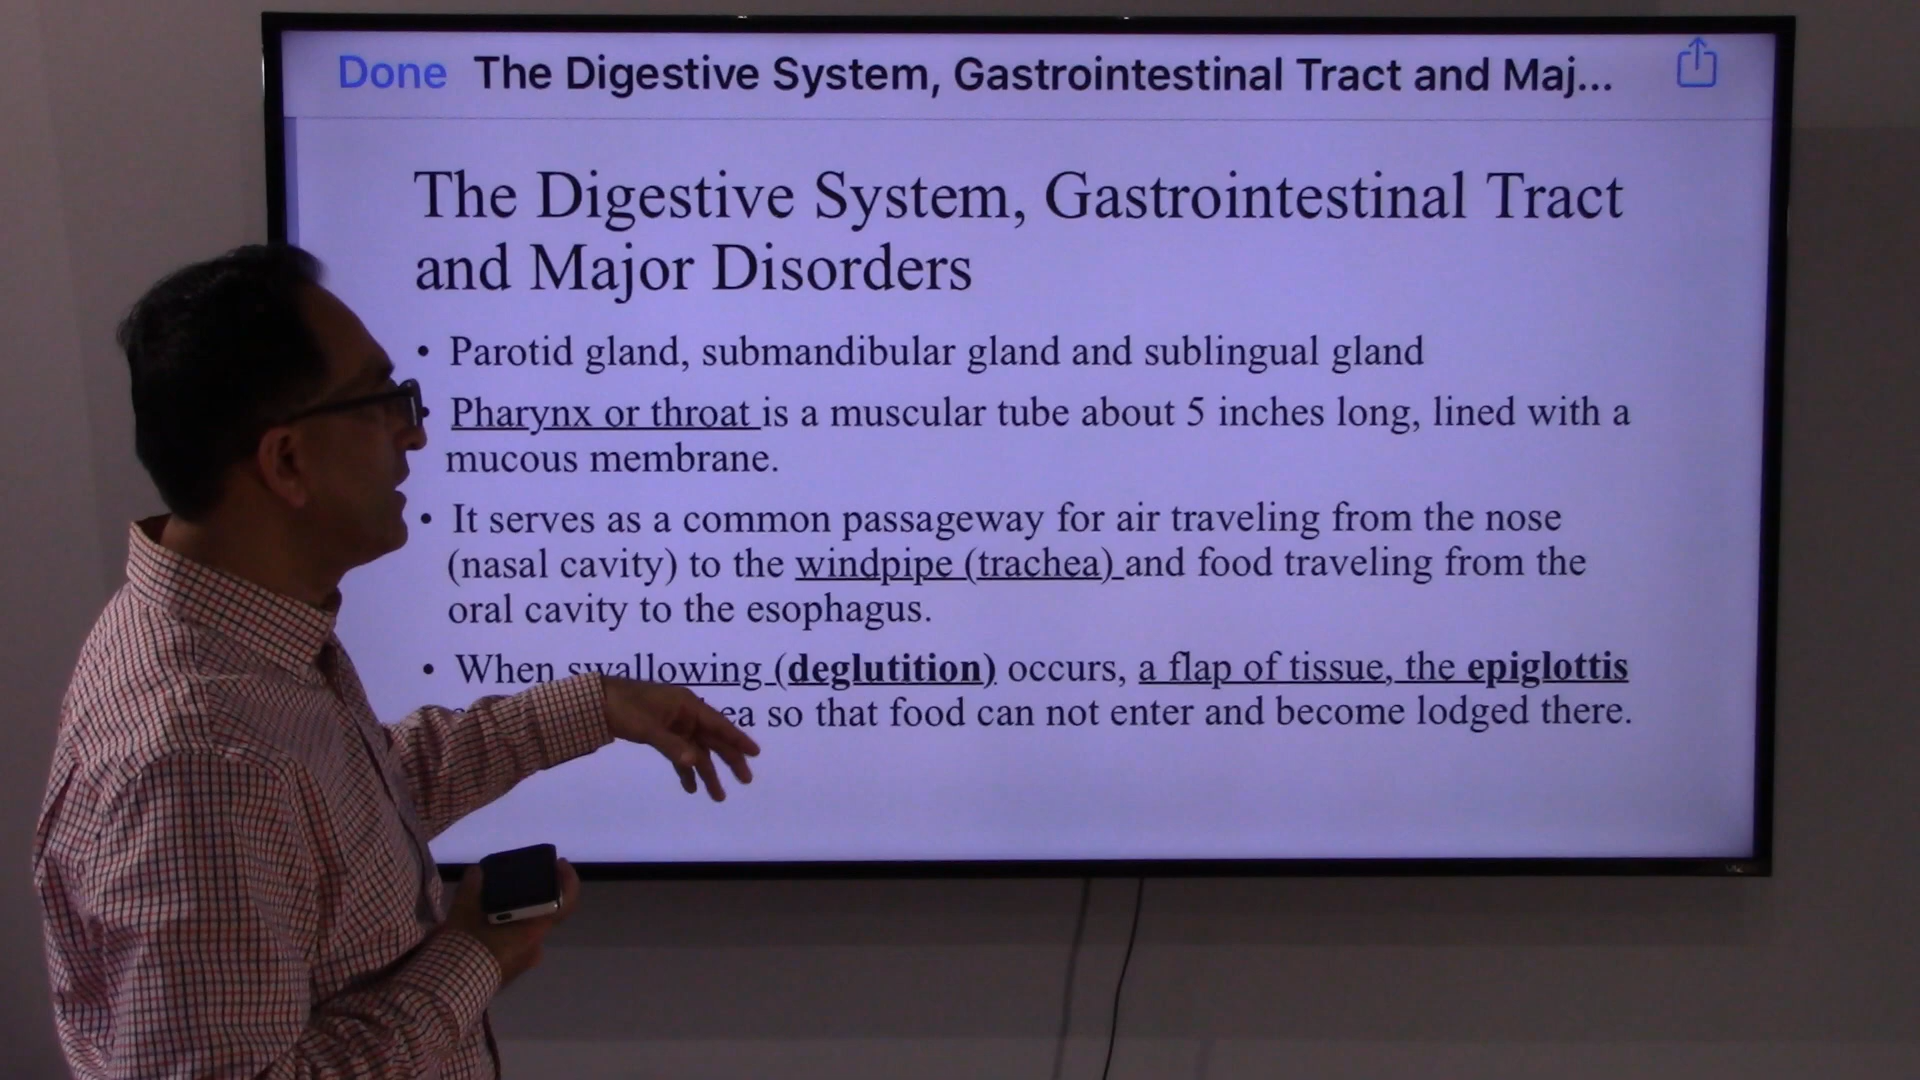 Done The Digestive System, Gastrointestinal Tract and Maj...
The Digestive System, Gastrointestinal Tract
and Major Disorders
• Parotid gland, submandibular gland and sublingual gland
• Pharynx or throat is a muscular tube about 5 inches long, lined with a
mucous membrane.
• It serves as a common passageway for air traveling from the nose
(nasal cavity) to the windpipe (trachea) and food traveling from the
oral cavity to the esophagus.
• When swallowing (deglutition) occurs, a flap of tissue, the epiglottis
so that food can not enter and become lodged there.